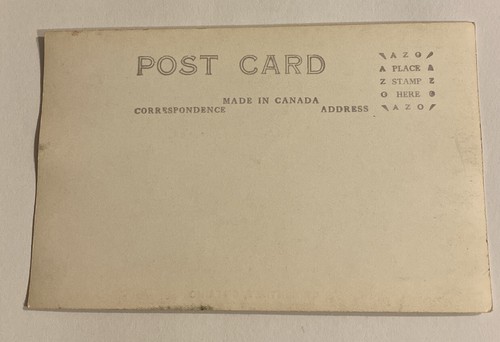 POST CARD
MADE IN CANADA
CORRESPONDENCE ADDRESS
AZO
A PLACE A
Z STAMP Z
O HERE O
AZO